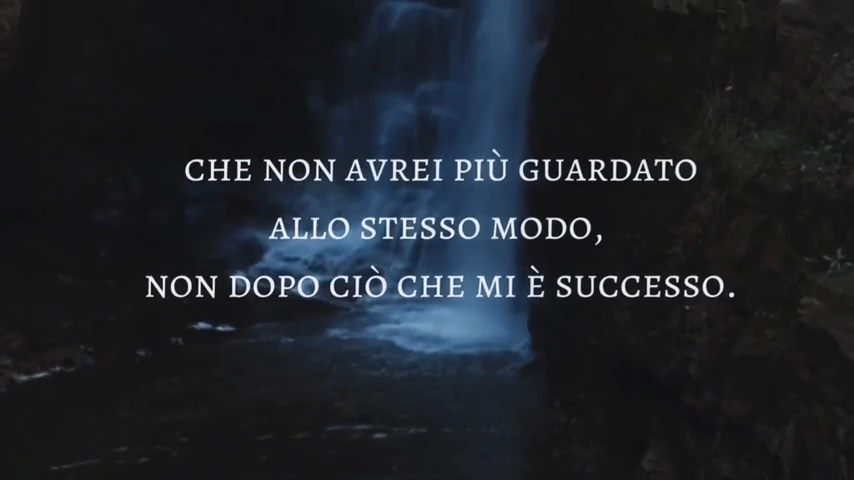 CHE NON AVREI PIÙ GUARDATO
ALLO STESSO MODO,
NON DOPO CIÒ CHE MI È SUCCESSO.